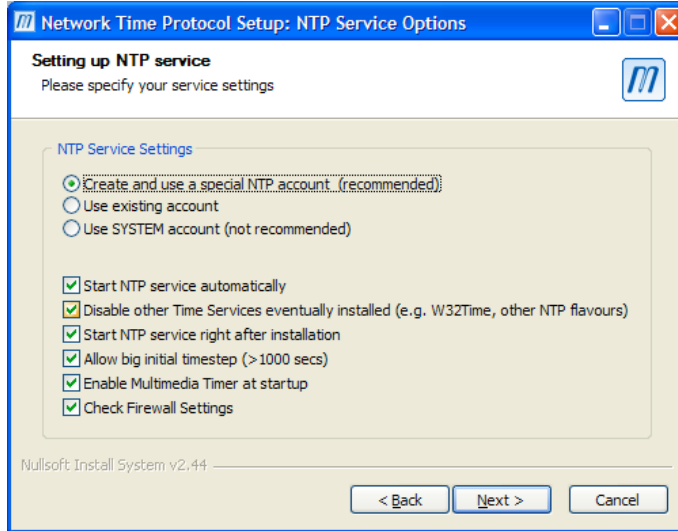 Network Time Protocol Setup: NTP Service Options
Setting up NTP service
Please specify your service settings
NTP Service Settings
Create and use a special NTP account (recommended)
Use existing account
Use SYSTEM account (not recommended)
Start NTP service automatically
Disable other Time Services eventually installed (e.g. W32Time, other NTP flavours)
Start NTP service right after installation
Allow big initial timestep (>1000 secs)
Enable Multimedia Timer at startup
Check Firewall Settings
Nullsoft Install System v2.44
< Back Next > Cancel